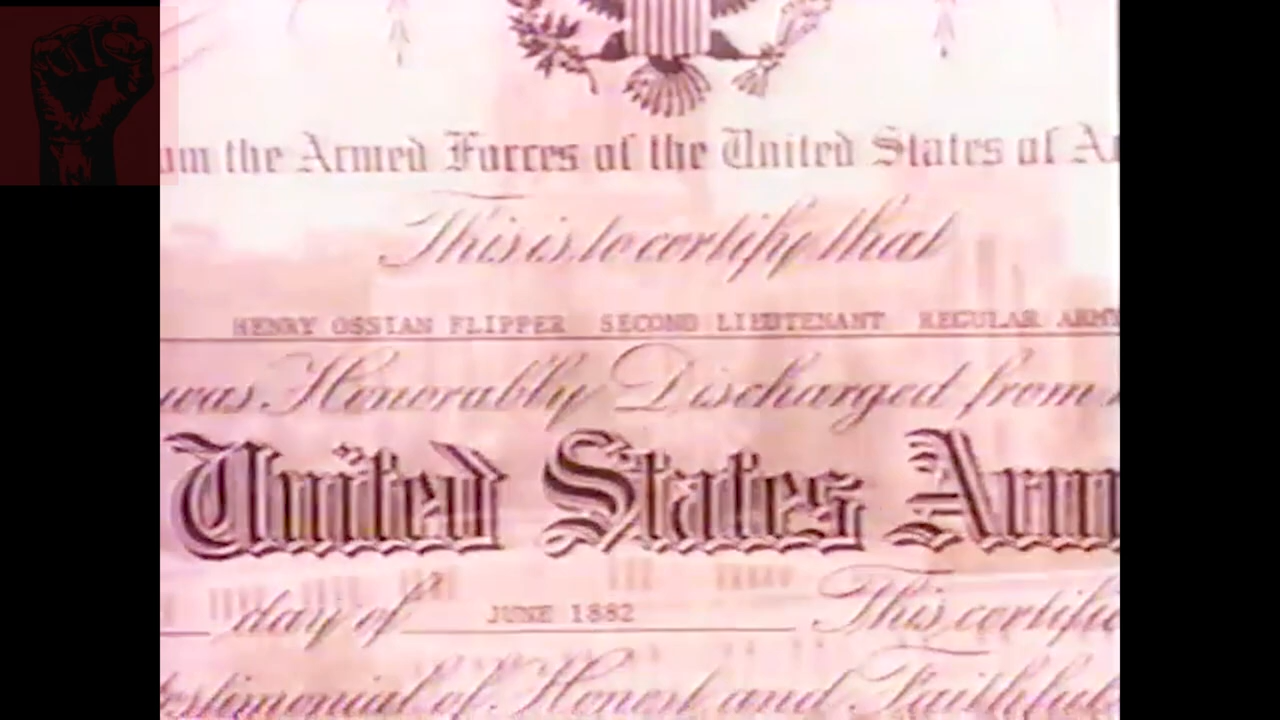 the Armed Forces of the United States of
This is to certify that
HENRY OSSIAN FLIPPER SECOND LIEUTENANT REGULAR ARMY
was Honorably Discharged from
United States Arm
day of JUNE 1882 This certific
testimonial of Honest and Faithful